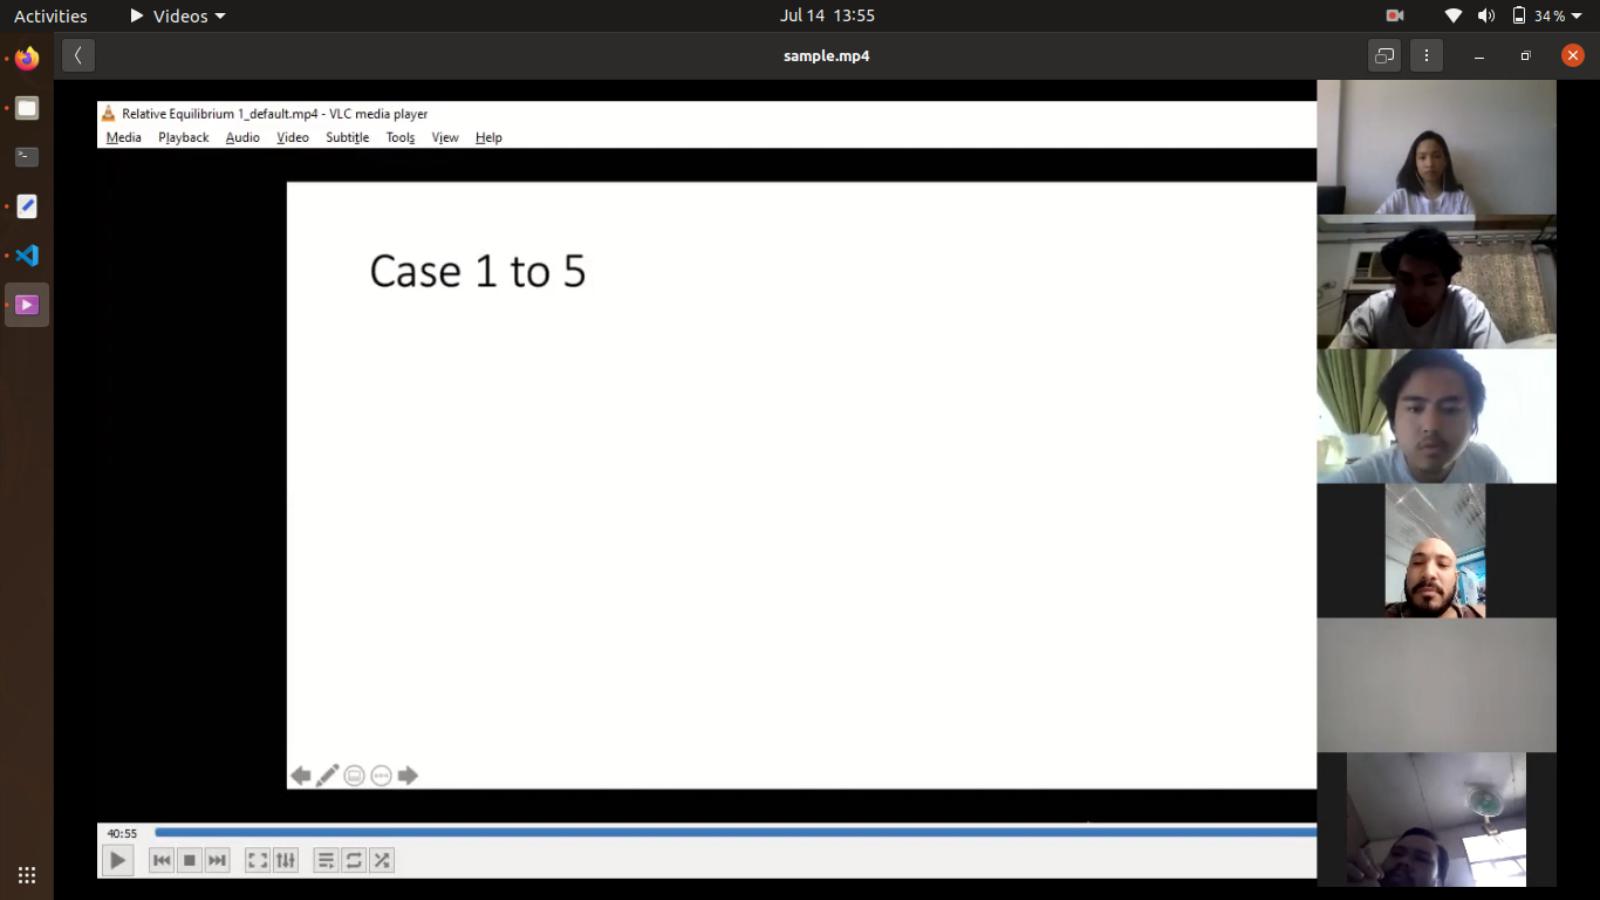 Activities Videos Jul 14 13:55 34 %
sample.mp4
Relative Equilibrium 1_default.mp4 - VLC media player
Media Playback Audio Video Subtitle Tools View Help
Case 1 to 5
40:55